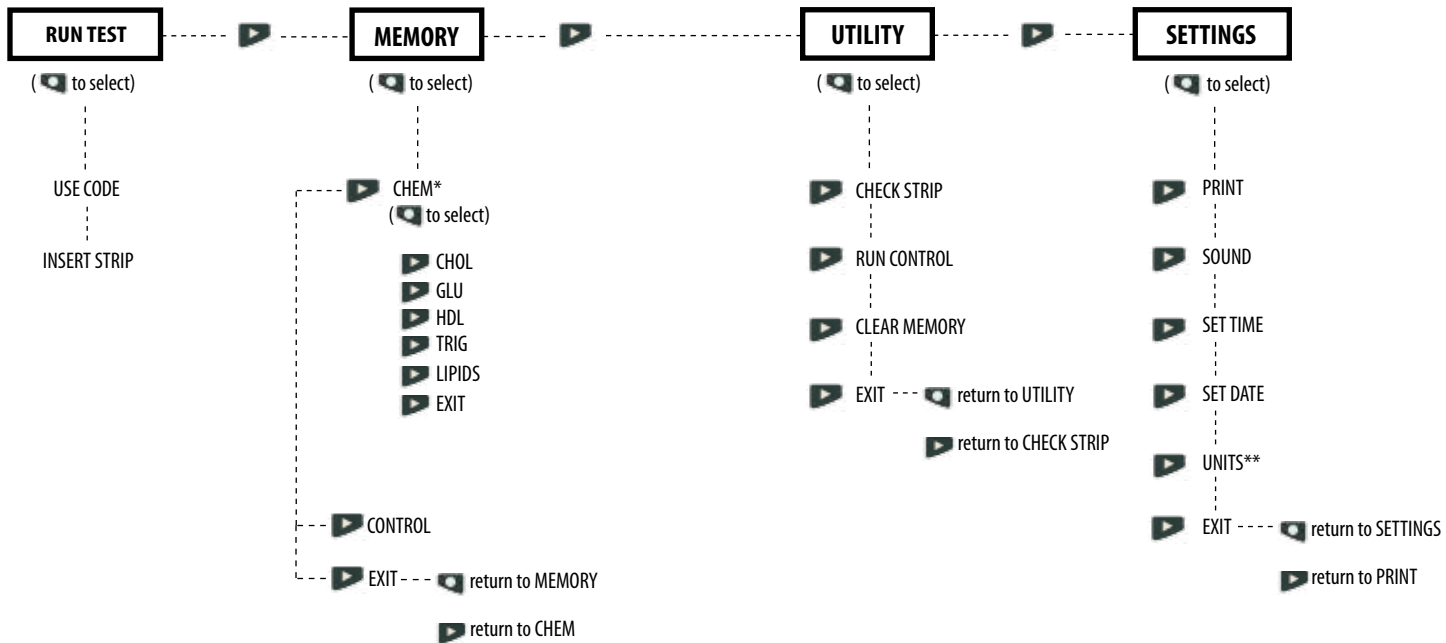 RUN TEST
MEMORY
UTILITY
SETTINGS
( to select)
( to select)
( to select)
( to select)
USE CODE
INSERT STRIP
CHEM*
( to select)
CHOL
GLU
HDL
TRIG
LIPIDS
EXIT
CONTROL
EXIT
return to MEMORY
return to CHEM
CHECK STRIP
RUN CONTROL
CLEAR MEMORY
EXIT
return to UTILITY
return to CHECK STRIP
PRINT
SOUND
SET TIME
SET DATE
UNITS**
EXIT
return to SETTINGS
return to PRINT